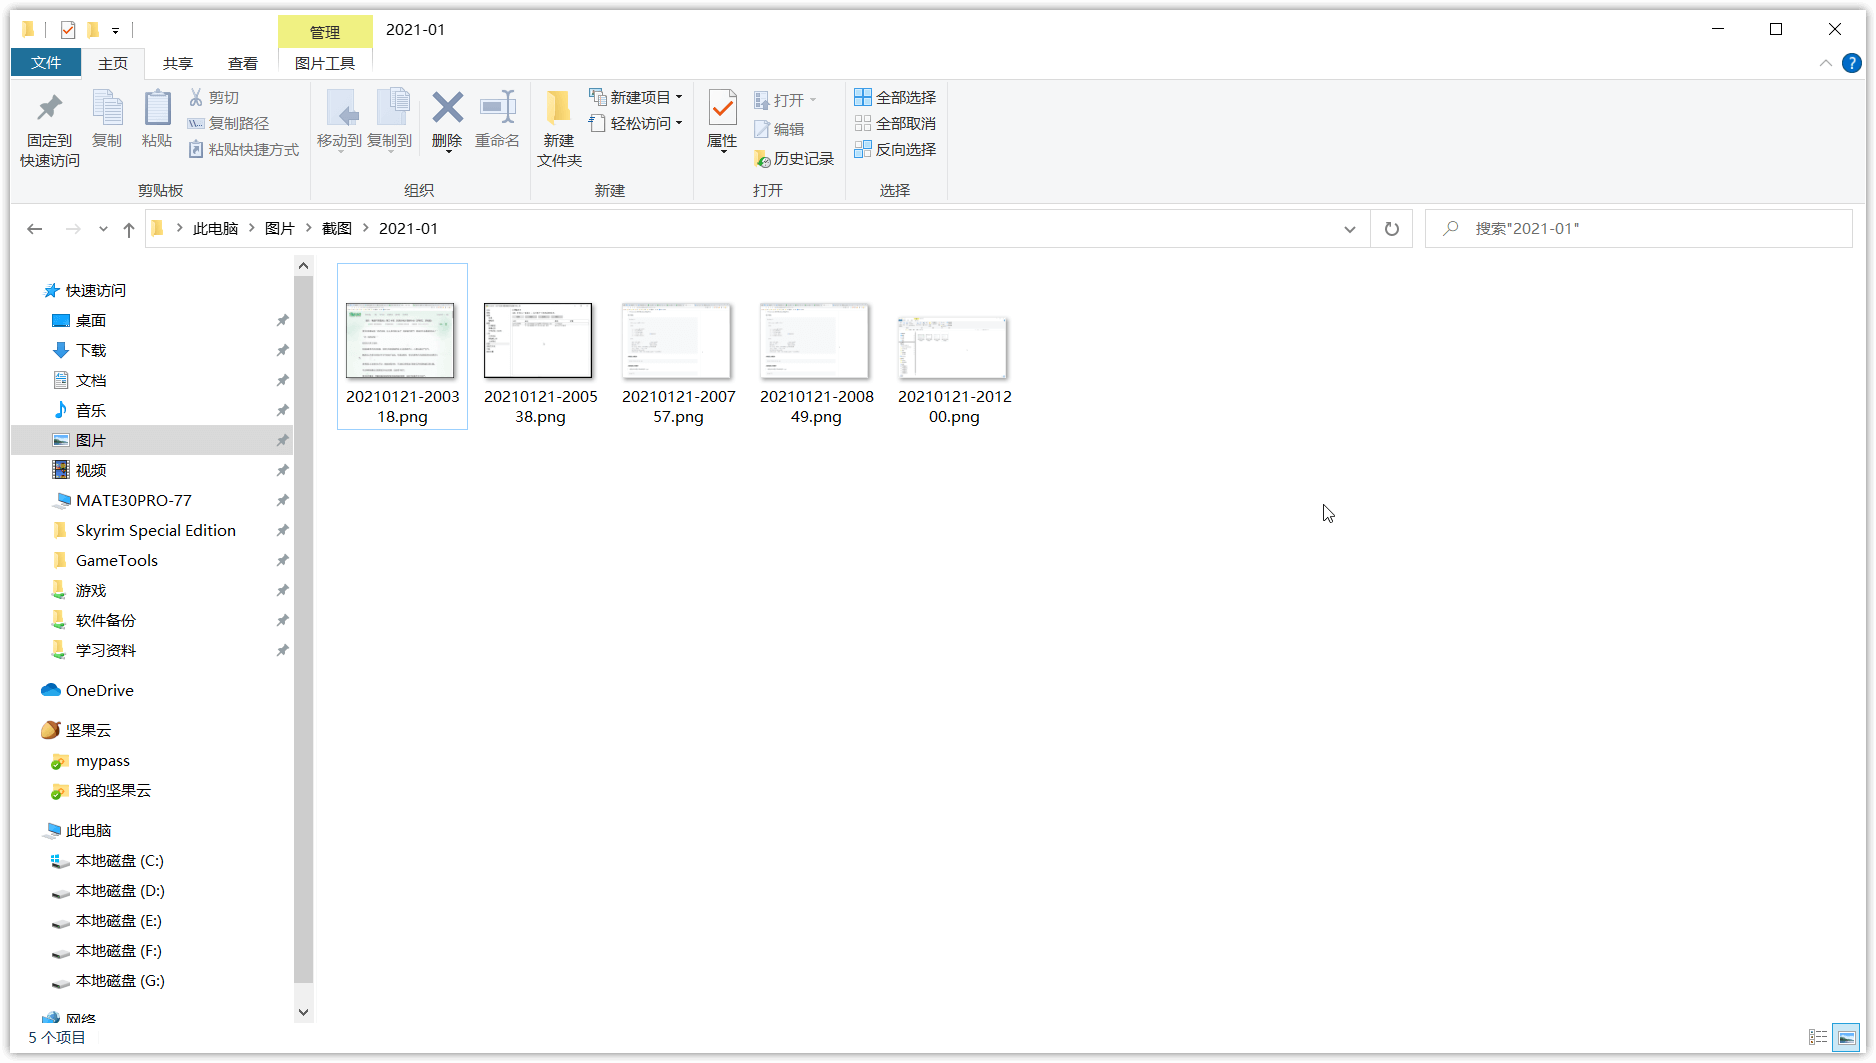 管理
2021-01
文件
主页
共享
查看
图片工具
固定到
快速访问
复制
粘贴
剪切
复制路径
粘贴快捷方式
剪贴板
移动到
复制到
删除
重命名
组织
新建
文件夹
新建项目
轻松访问
新建
属性
打开
编辑
历史记录
打开
全部选择
全部取消
反向选择
选择
此电脑
图片
截图
2021-01
搜索"2021-01"
快速访问
桌面
下载
文档
音乐
图片
视频
MATE30PRO-77
Skyrim Special Edition
GameTools
游戏
软件备份
学习资料
OneDrive
坚果云
mypass
我的坚果云
此电脑
本地磁盘 (C:)
本地磁盘 (D:)
本地磁盘 (E:)
本地磁盘 (F:)
本地磁盘 (G:)
网络
20210121-2003
18.png
20210121-2005
38.png
20210121-2007
57.png
20210121-2008
49.png
20210121-2012
00.png
5 个项目